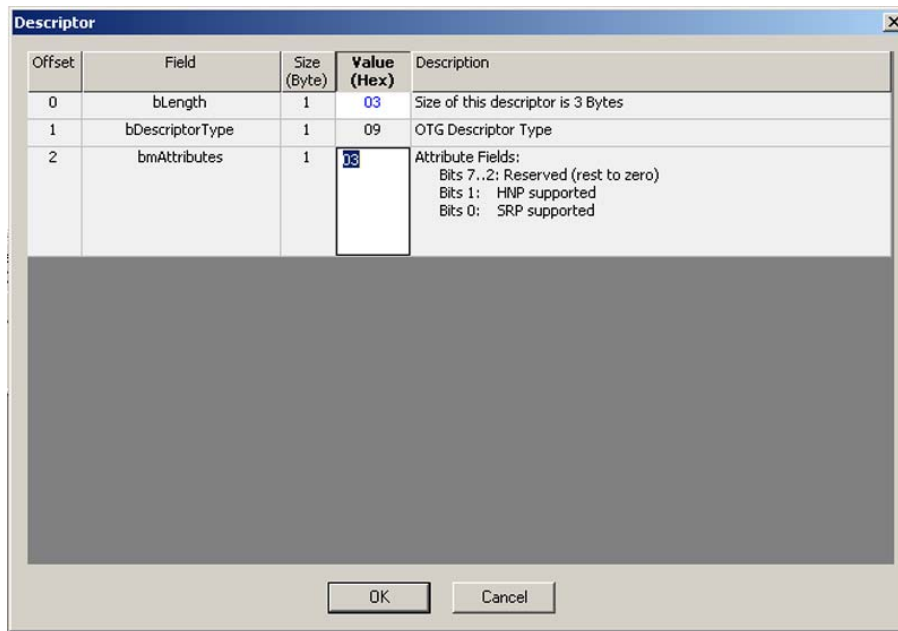 Descriptor
Offset Field Size (Byte) Value (Hex) Description
0 bLength 1 03 Size of this descriptor is 3 Bytes
1 bDescriptorType 1 09 OTG Descriptor Type
2 bmAttributes 1 03 Attribute Fields:
Bits 7..2: Reserved (rest to zero)
Bits 1: HNP supported
Bits 0: SRP supported
OK Cancel